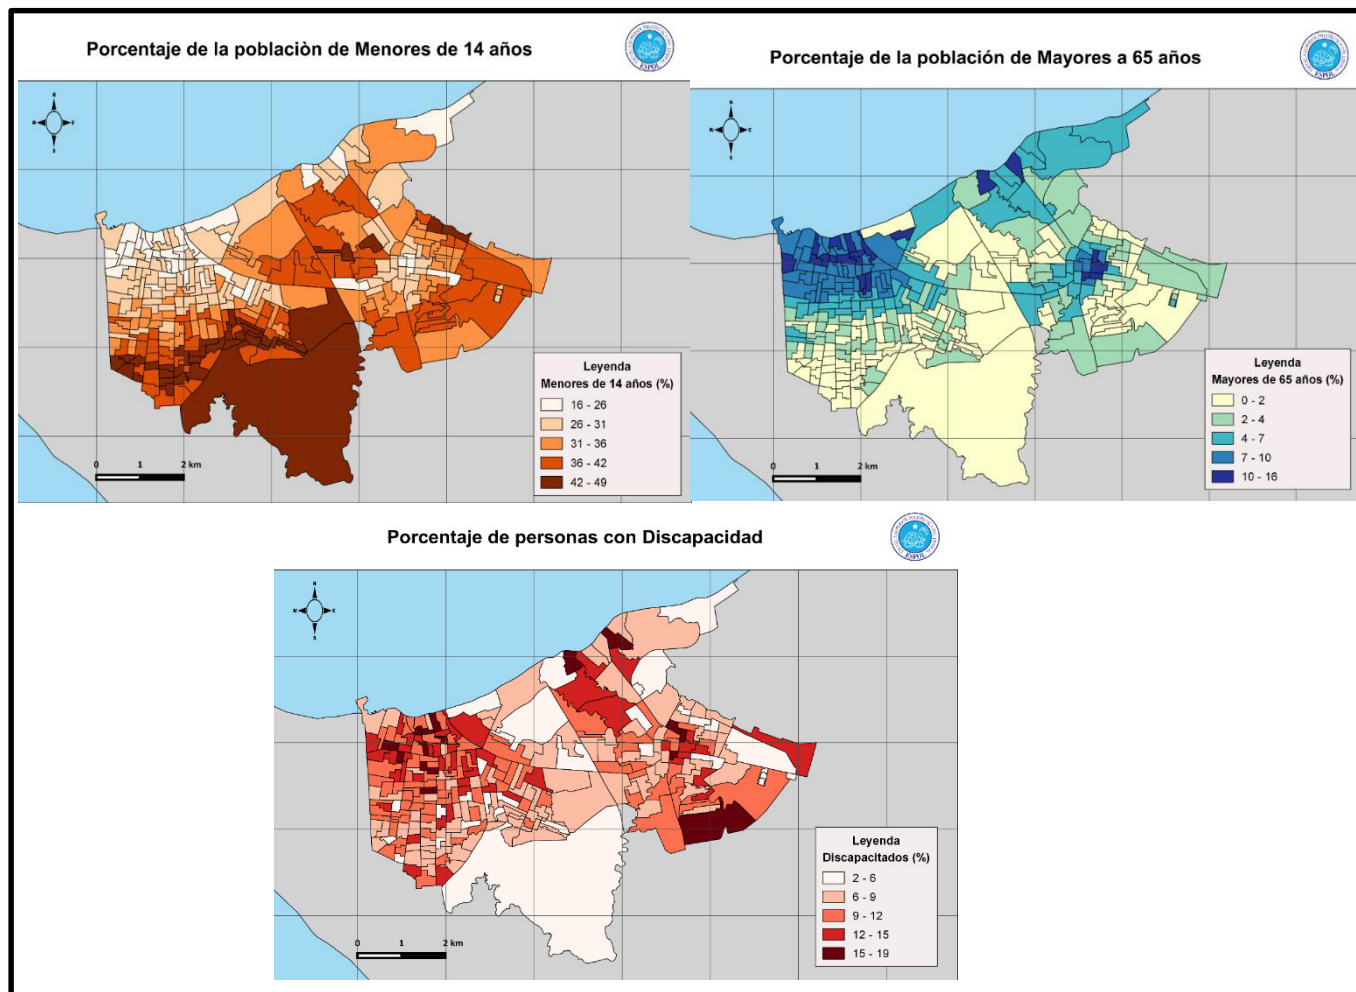 Porcentaje de la poblaciòn de Menores de 14 años
ESPOL
N
W E
S
0 1 2 km
Leyenda
Menores de 14 años (%)
16 - 26
26 - 31
31 - 36
36 - 42
42 - 49
Porcentaje de la población de Mayores a 65 años
ESPOL
N
W E
S
0 1 2 km
Leyenda
Mayores de 65 años (%)
0 - 2
2 - 4
4 - 7
7 - 10
10 - 16
Porcentaje de personas con Discapacidad
ESPOL
N
W E
S
0 1 2 km
Leyenda
Discapacitados (%)
2 - 6
6 - 9
9 - 12
12 - 15
15 - 19